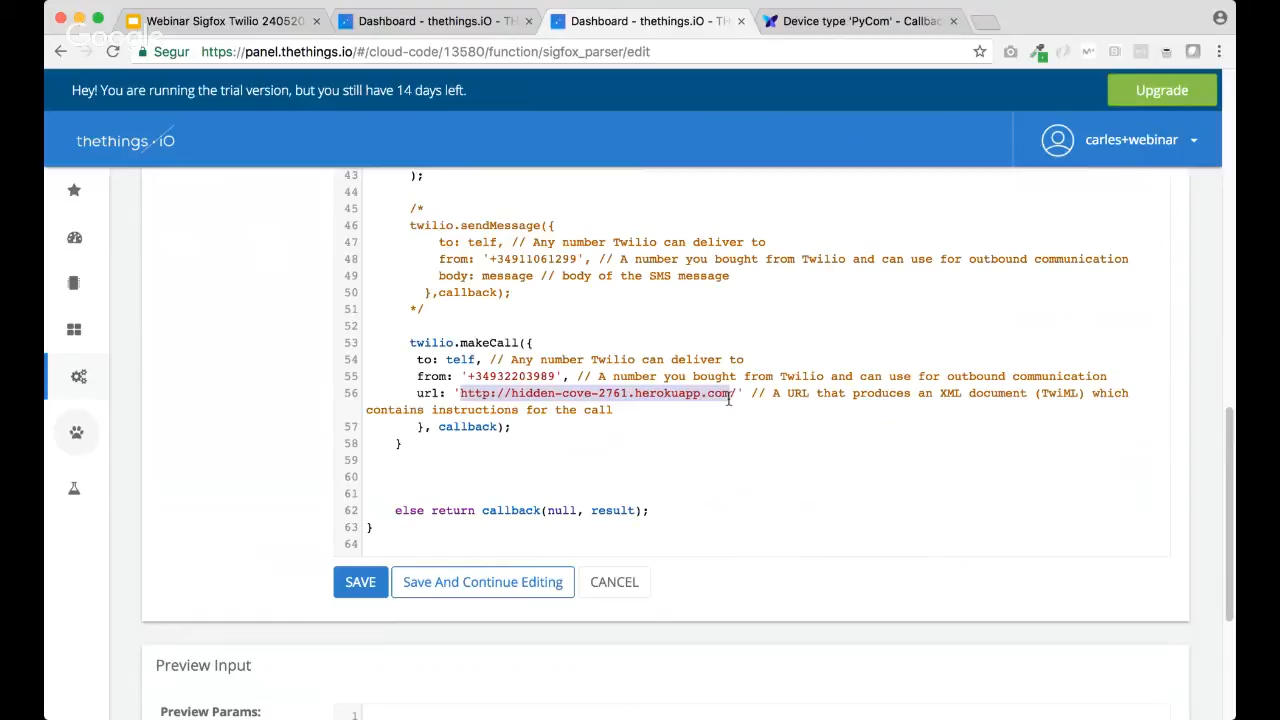 Webinar Sigfox Twilio 240520 ×
Dashboard - thethings.iO - T ×
Dashboard - thethings.iO - TH ×
Device type 'PyCom' - Callbac ×
Google
Segur https://panel.thethings.io/#/cloud-code/13580/function/sigfox_parser/edit
Hey! You are running the trial version, but you still have 14 days left.
Upgrade
thethings.iO
carles+webinar
43 );
44
45 /*
46 twilio.sendMessage({
47 to: telf, // Any number Twilio can deliver to
48 from: '+34911061299', // A number you bought from Twilio and can use for outbound communication
49 body: message // body of the SMS message
50 },callback);
51 */
52
53 twilio.makeCall({
54 to: telf, // Any number Twilio can deliver to
55 from: '+34932203989', // A number you bought from Twilio and can use for outbound communication
56 url: 'http://hidden-cove-2761.herokuapp.com/' // A URL that produces an XML document (TwiML) which
contains instructions for the call
57 }, callback);
58 }
59
60
61
62 else return callback(null, result);
63 }
64
SAVE
Save And Continue Editing
CANCEL
Preview Input
Preview Params:
1